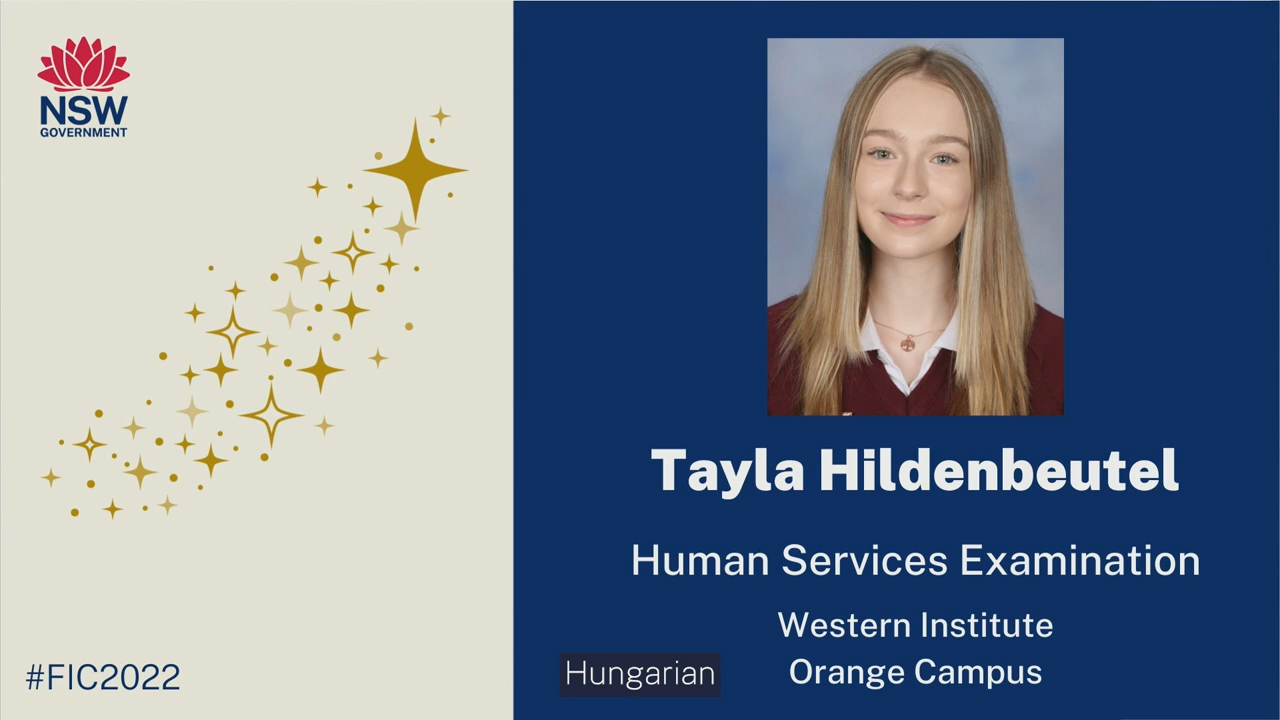 NSW
GOVERNMENT
#FIC2022
Tayla Hildenbeutel
Human Services Examination
Western Institute
Orange Campus
Hungarian